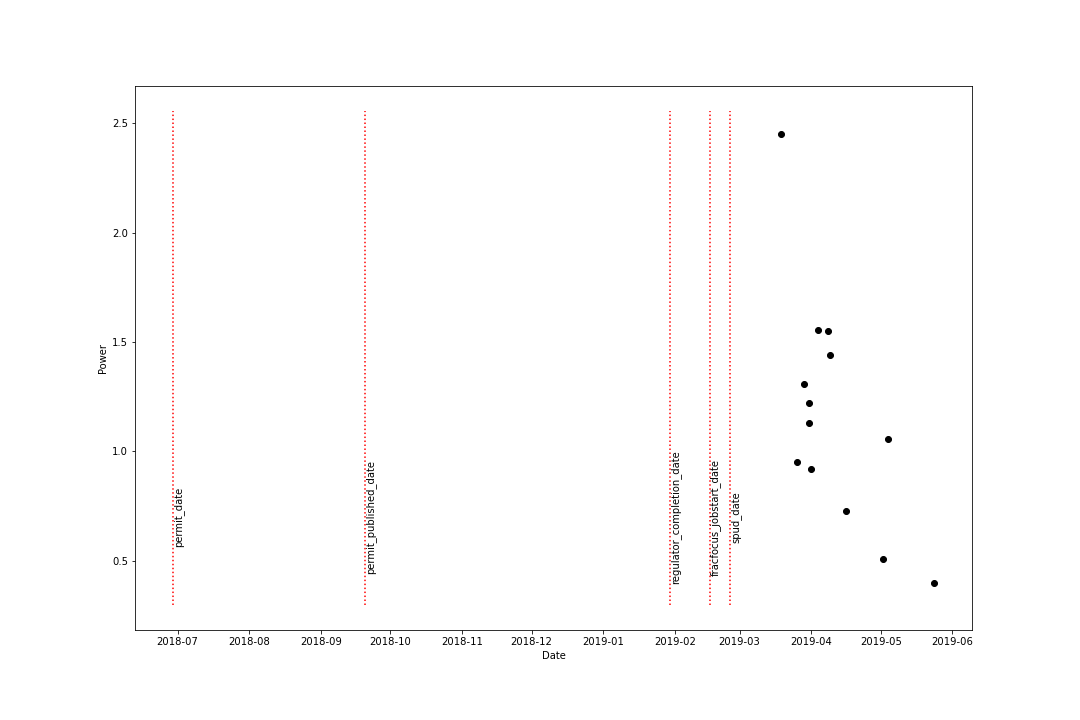 2.5
2.0
1.5
1.0
0.5
Power
permit_date
permit_published_date
regulator_completion_date
fracfocus_jobstart_date
spud_date
2018-07 2018-08 2018-09 2018-10 2018-11 2018-12 2019-01 2019-02 2019-03 2019-04 2019-05 2019-06
Date